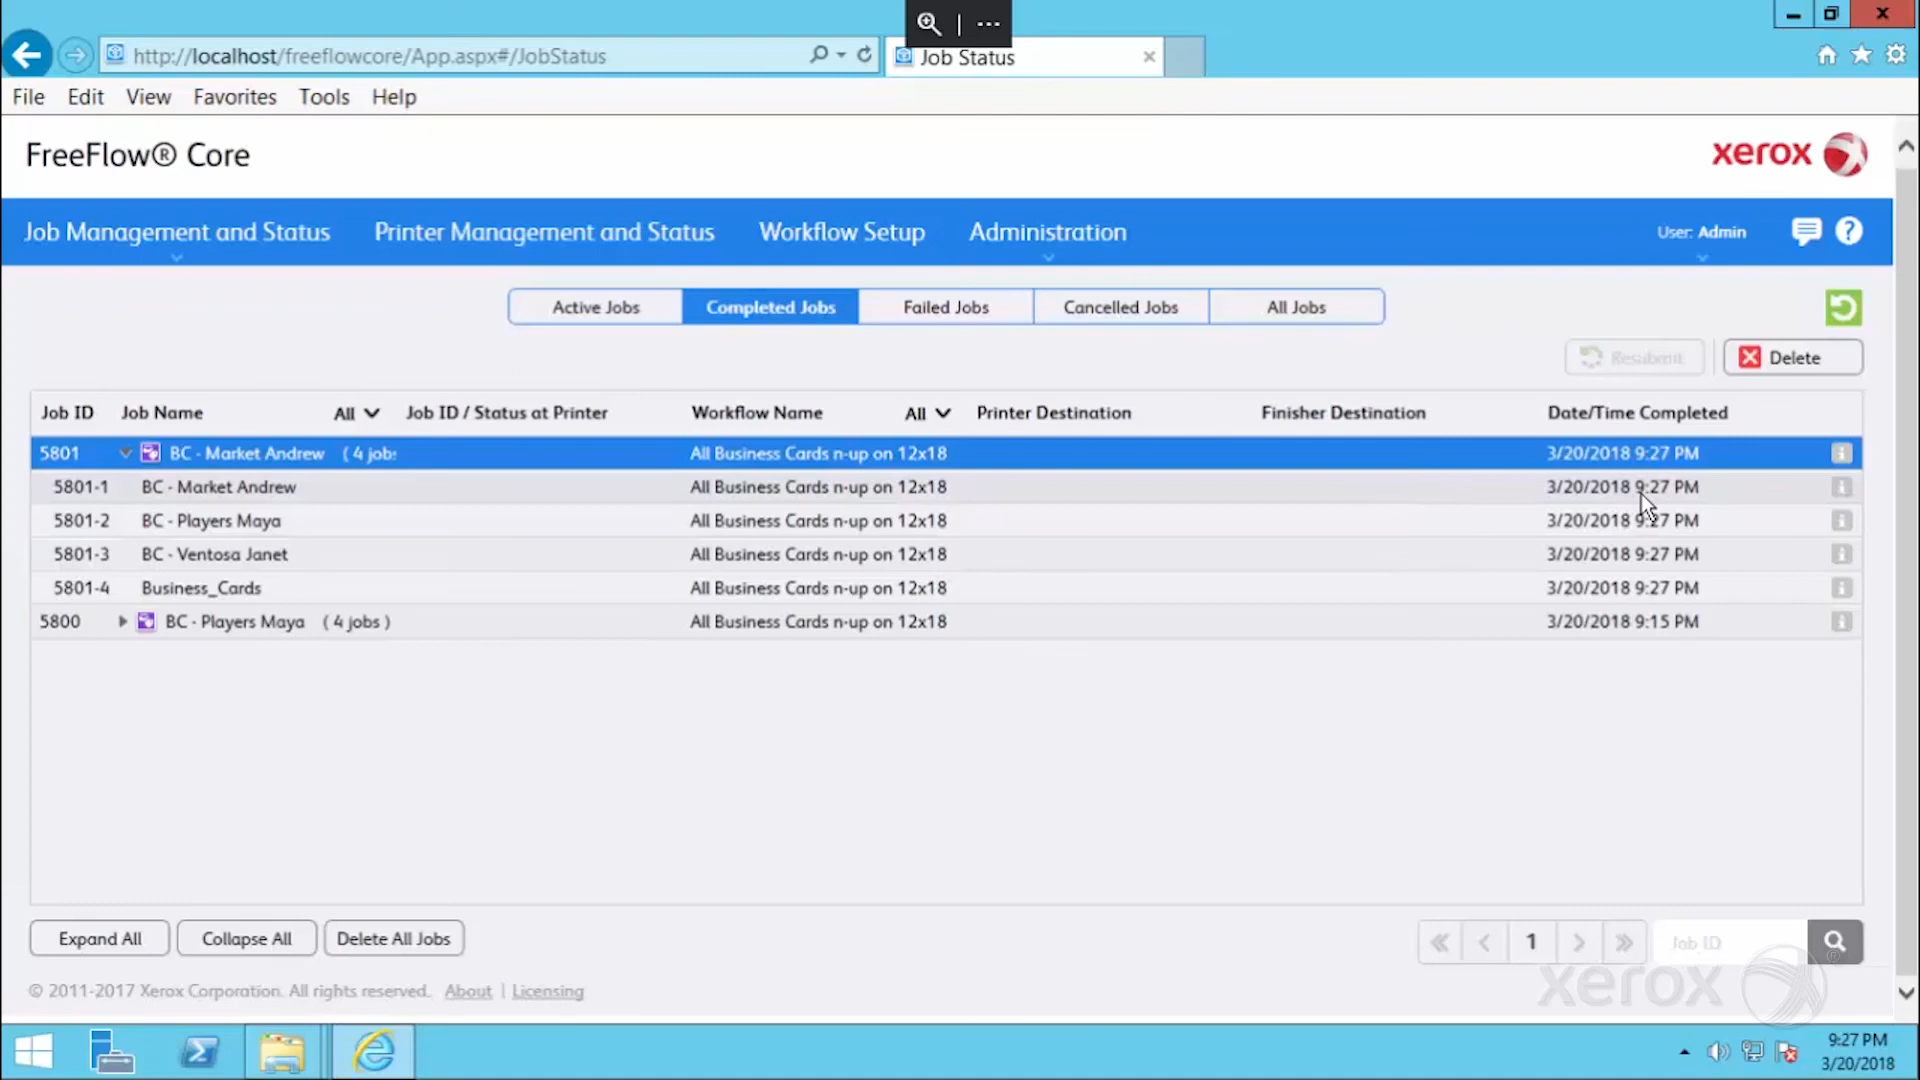 http://localhost/freeflowcore/App.aspx#/JobStatus
Job Status
File Edit View Favorites Tools Help
FreeFlow® Core
xerox
Job Management and Status Printer Management and Status Workflow Setup Administration User: Admin
Active Jobs Completed Jobs Failed Jobs Cancelled Jobs All Jobs
Resubmit Delete
Job ID Job Name All Job ID / Status at Printer Workflow Name All Printer Destination Finisher Destination Date/Time Completed
5801 BC - Market Andrew ( 4 jobs All Business Cards n-up on 12x18 3/20/2018 9:27 PM
5801-1 BC - Market Andrew All Business Cards n-up on 12x18 3/20/2018 9:27 PM
5801-2 BC - Players Maya All Business Cards n-up on 12x18 3/20/2018 9:27 PM
5801-3 BC - Ventosa Janet All Business Cards n-up on 12x18 3/20/2018 9:27 PM
5801-4 Business_Cards All Business Cards n-up on 12x18 3/20/2018 9:27 PM
5800 BC - Players Maya ( 4 jobs ) All Business Cards n-up on 12x18 3/20/2018 9:15 PM
Expand All Collapse All Delete All Jobs 1 Job ID
xerox ®
© 2011-2017 Xerox Corporation. All rights reserved. About | Licensing
9:27 PM
3/20/2018